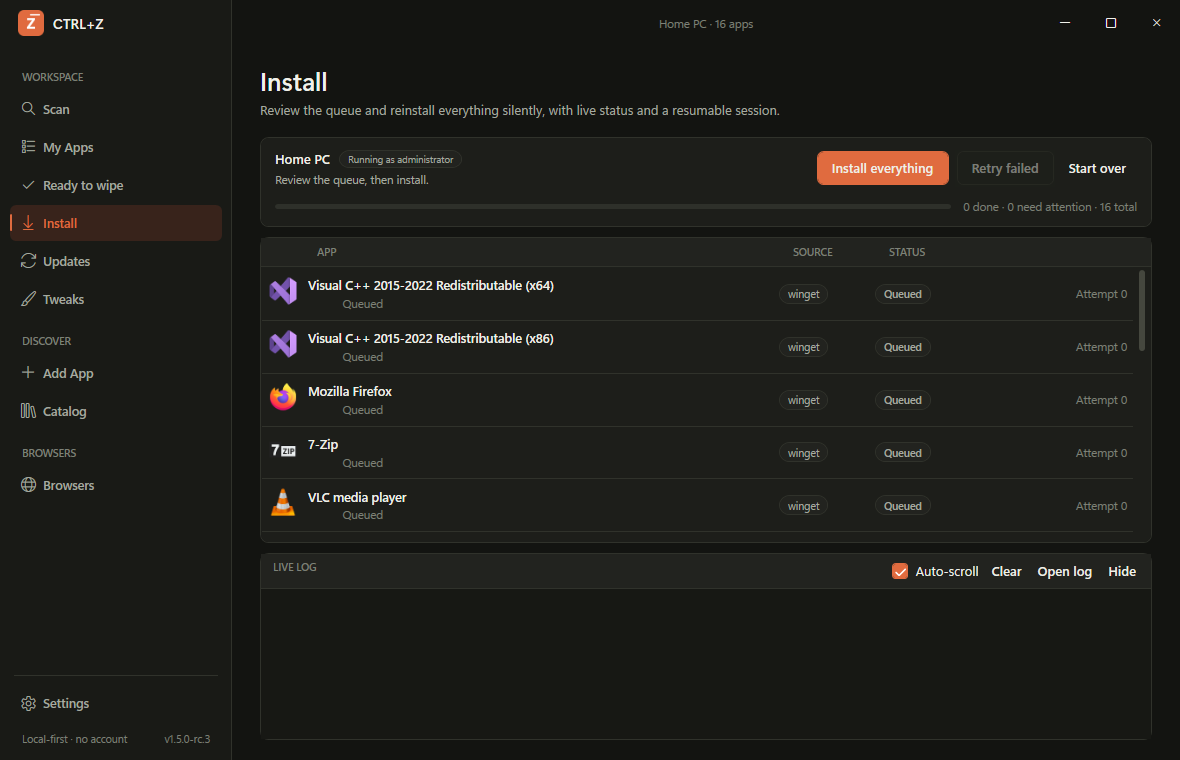 CTRL+Z
Home PC · 16 apps
WORKSPACE
Scan
My Apps
Ready to wipe
Install
Updates
Tweaks
DISCOVER
Add App
Catalog
BROWSERS
Browsers
Settings
Local-first · no account v1.5.0-rc.3
Install
Review the queue and reinstall everything silently, with live status and a resumable session.
Home PC Running as administrator
Review the queue, then install.
Install everything Retry failed Start over
0 done · 0 need attention · 16 total
APP SOURCE STATUS
Visual C++ 2015-2022 Redistributable (x64)
Queued winget Queued Attempt 0
Visual C++ 2015-2022 Redistributable (x86)
Queued winget Queued Attempt 0
Mozilla Firefox
Queued winget Queued Attempt 0
7 ZIP 7-Zip
Queued winget Queued Attempt 0
VLC media player
Queued winget Queued Attempt 0
LIVE LOG Auto-scroll Clear Open log Hide